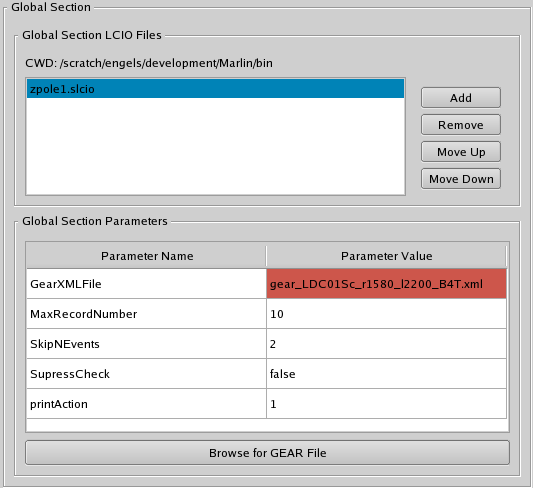 Global Section
Global Section LCIO Files
CWD: /scratch/engels/development/Marlin/bin
zpole1.slcio
Add
Remove
Move Up
Move Down
Global Section Parameters
Parameter Name Parameter Value
GearXMLFile gear_LDC01Sc_r1580_l2200_B4T.xml
MaxRecordNumber 10
SkipNEvents 2
SupressCheck false
printAction 1
Browse for GEAR File